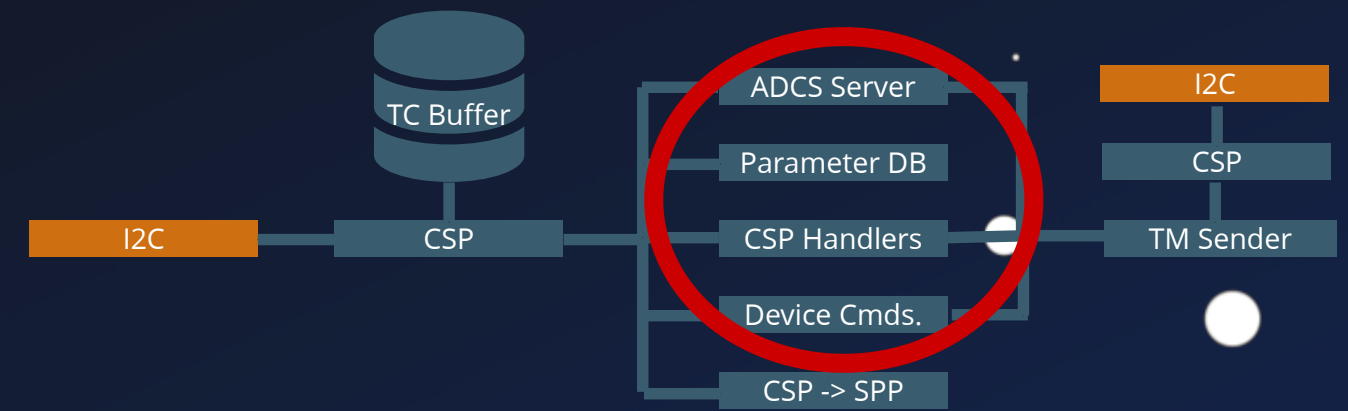 TC Buffer
I2C
CSP
ADCS Server
Parameter DB
CSP Handlers
Device Cmds.
CSP -> SPP
I2C
CSP
TM Sender